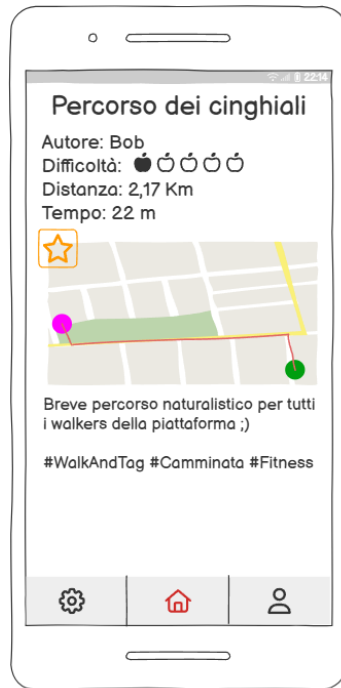 22:14
Percorso dei cinghiali
Autore: Bob
Difficoltà:
Distanza: 2,17 Km
Tempo: 22 m
Breve percorso naturalistico per tutti
i walkers della piattaforma ;)
#WalkAndTag #Camminata #Fitness